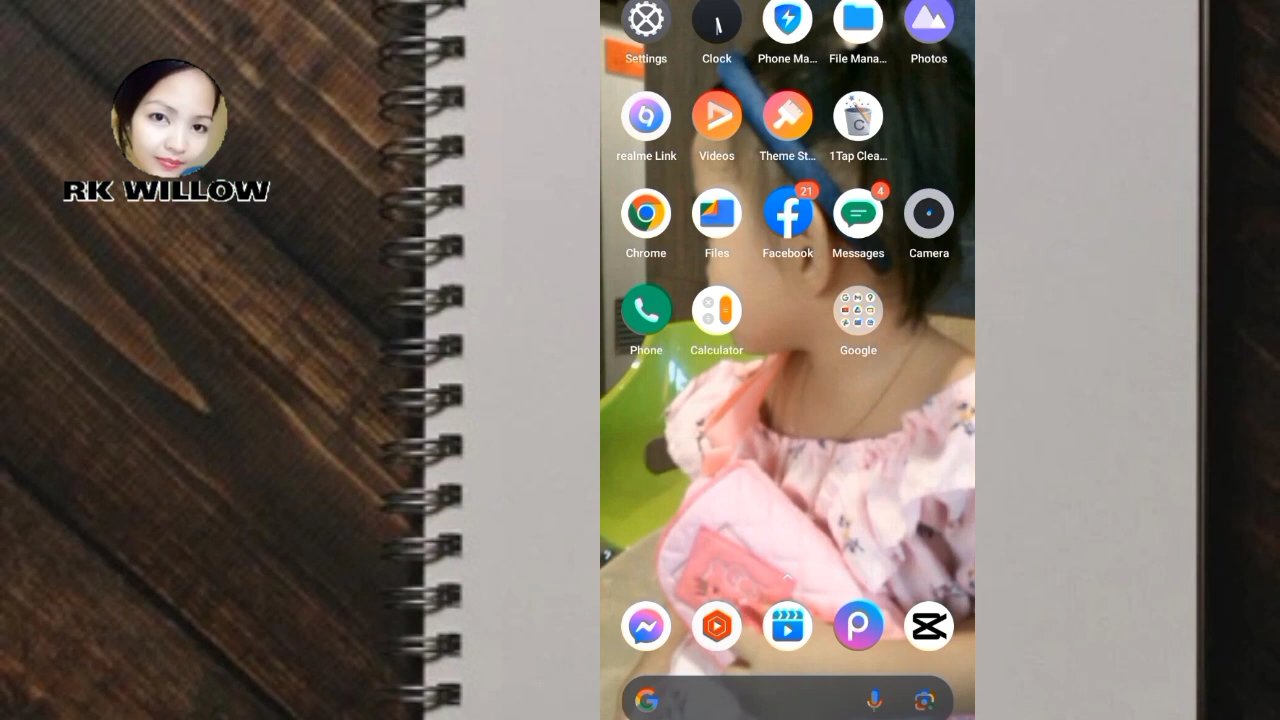 RK WILLOW
Settings Clock Phone Ma... File Mana... Photos
realme Link Videos Theme St... 1Tap Clea...
21 4
Chrome Files Facebook Messages Camera
Phone Calculator Google